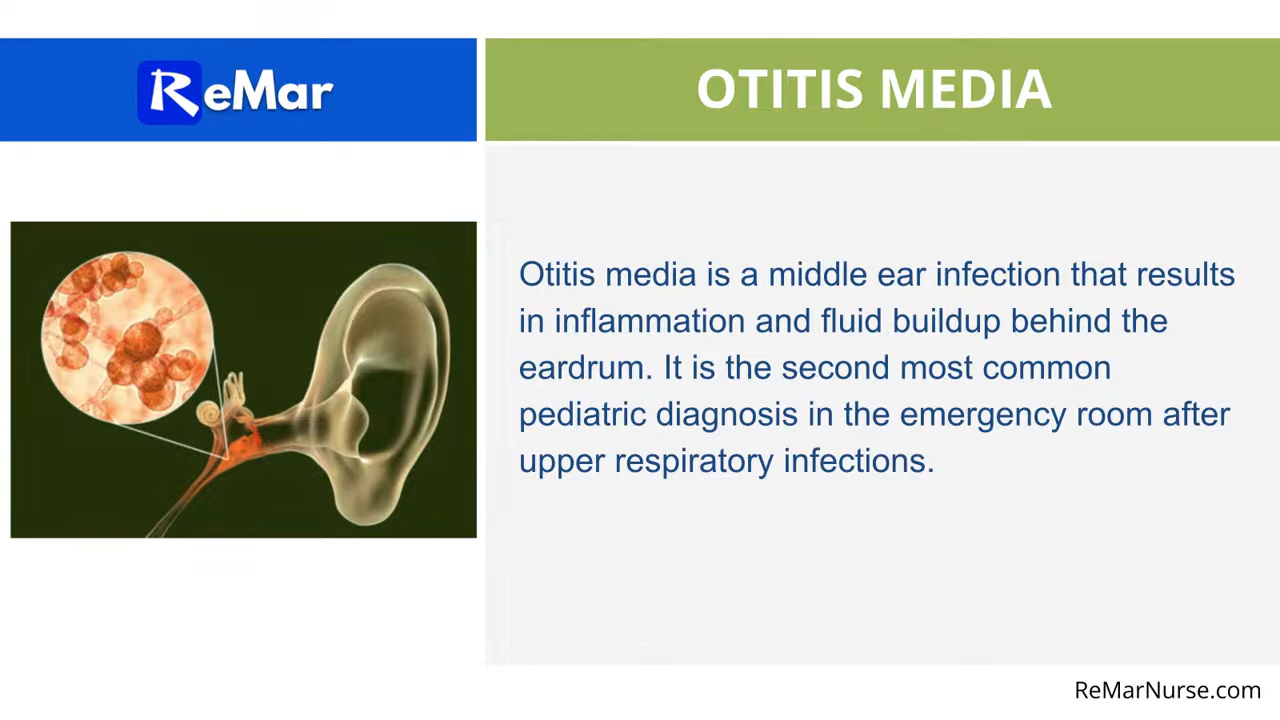 ReMar
OTITIS MEDIA
Otitis media is a middle ear infection that results
in inflammation and fluid buildup behind the
eardrum. It is the second most common
pediatric diagnosis in the emergency room after
upper respiratory infections.
ReMarNurse.com